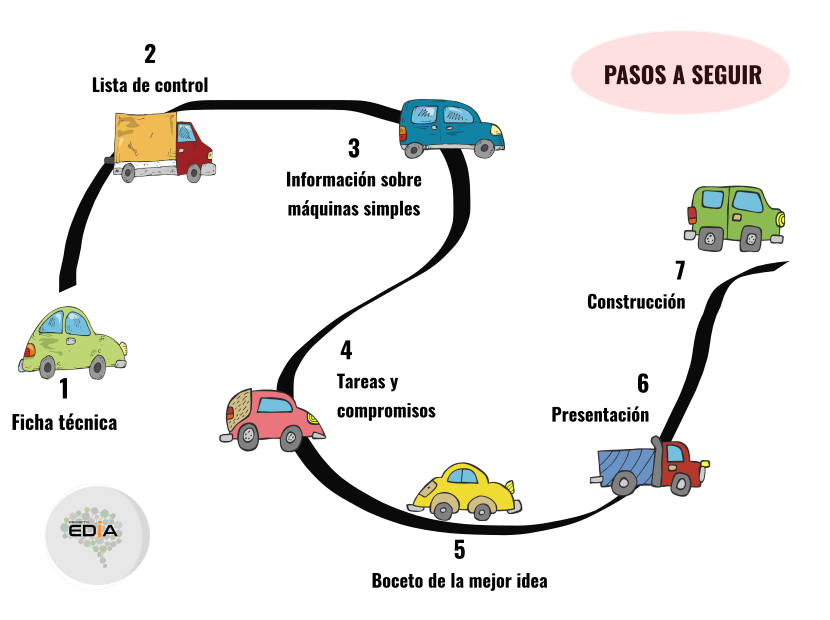 PASOS A SEGUIR
1
Ficha técnica
2
Lista de control
3
Información sobre
máquinas simples
4
Tareas y
compromisos
5
Boceto de la mejor idea
6
Presentación
7
Construcción
PROYECTO
EDIA